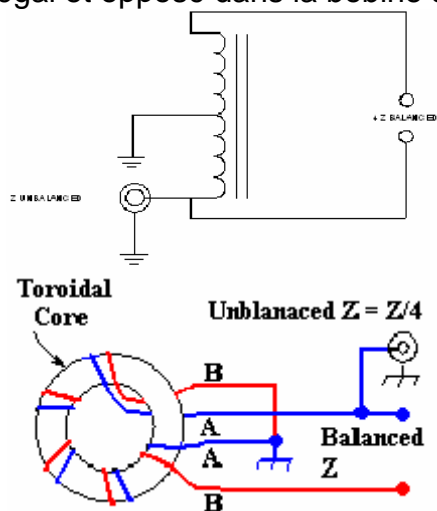 égal et opposé dans la bobine
4 Z BALANCED
Z UNBALANCED
Toroidal
Core
Unblanaced Z = Z/4
B
A
A
Balanced
Z
B